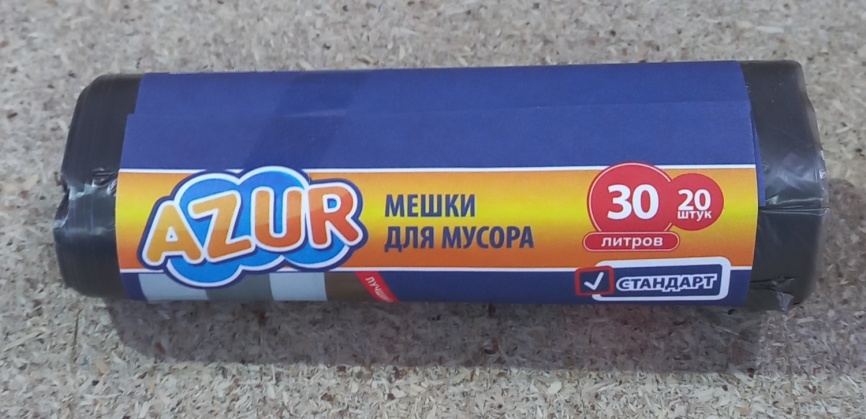 AZUR
МЕШКИ
ДЛЯ МУСОРА
30
литров
20
штук
СТАНДАРТ